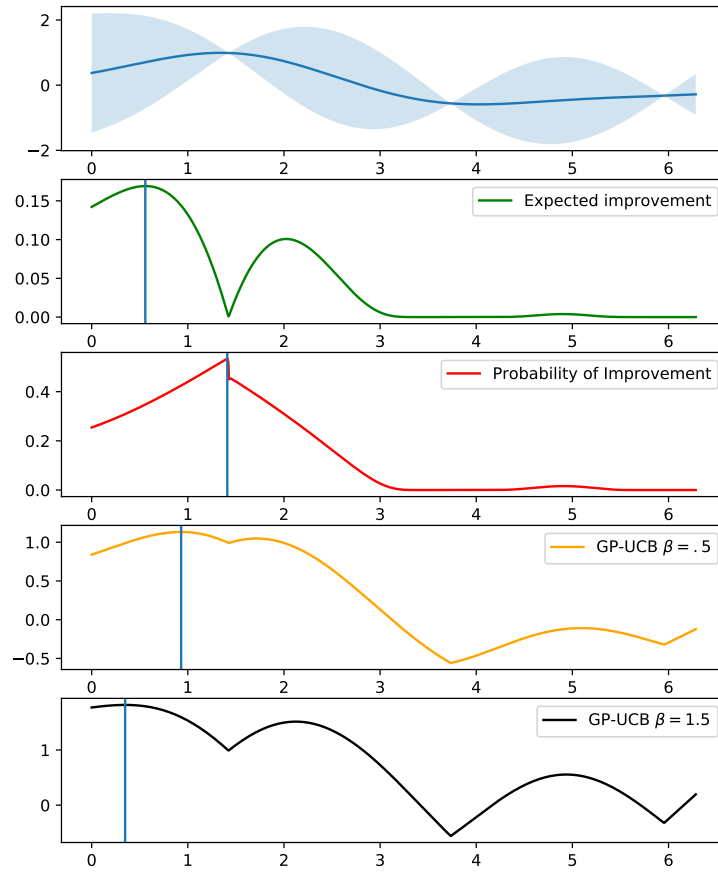 2
0
−2
0 1 2 3 4 5 6
0.15
0.10
0.05
0.00
Expected improvement
0 1 2 3 4 5 6
0.4
0.2
0.0
Probability of Improvement
0 1 2 3 4 5 6
1.0
0.5
0.0
−0.5
GP-UCB β = .5
0 1 2 3 4 5 6
1
0
GP-UCB β = 1.5
0 1 2 3 4 5 6